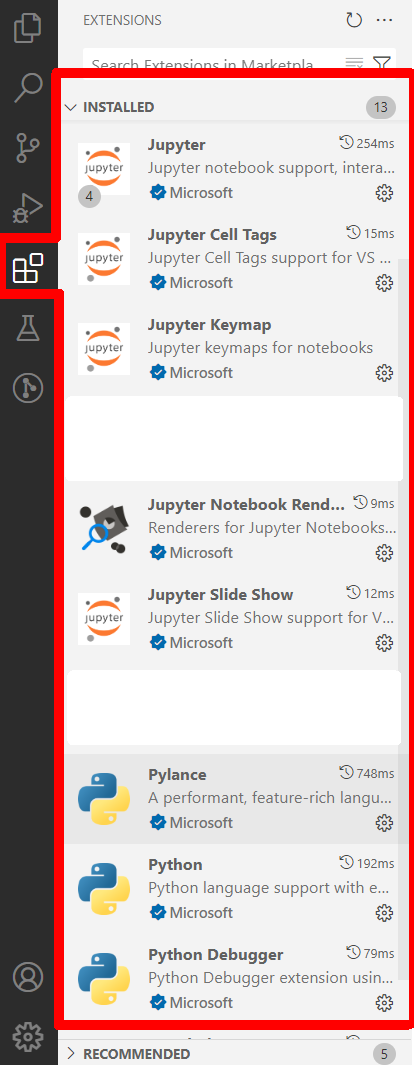 EXTENSIONS
Search Extensions in Marketpla
INSTALLED 13
Jupyter 254ms
Jupyter notebook support, intera...
Microsoft
jupyter
4
Jupyter Cell Tags 15ms
Jupyter Cell Tags support for VS ...
Microsoft
jupyter
Jupyter Keymap
Jupyter keymaps for notebooks
Microsoft
jupyter
Jupyter Notebook Rend... 9ms
Renderers for Jupyter Notebooks...
Microsoft
Jupyter Slide Show 12ms
Jupyter Slide Show support for V...
Microsoft
jupyter
Pylance 748ms
A performant, feature-rich langu...
Microsoft
Python 192ms
Python language support with e...
Microsoft
Python Debugger 79ms
Python Debugger extension usin...
Microsoft
RECOMMENDED 5